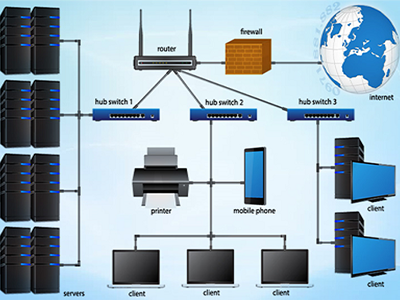 firewall
router
internet
hub switch 1
hub switch 2
hub switch 3
printer
mobile phone
client
client
servers
client
client
client